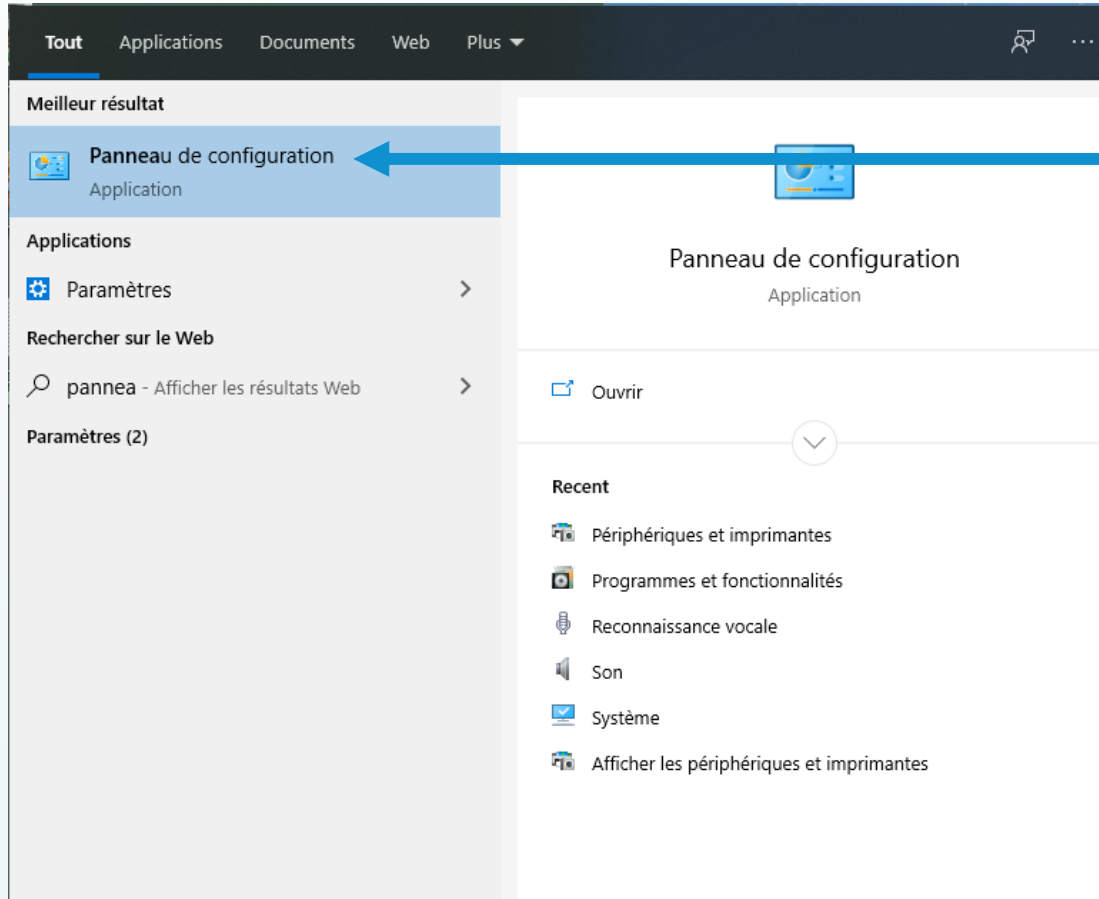 Tout Applications Documents Web Plus
Meilleur résultat
Panneau de configuration
Application
Applications
Paramètres
Rechercher sur le Web
pannea - Afficher les résultats Web
Paramètres (2)
Panneau de configuration
Application
Ouvrir
Recent
Périphériques et imprimantes
Programmes et fonctionnalités
Reconnaissance vocale
Son
Système
Afficher les périphériques et imprimantes